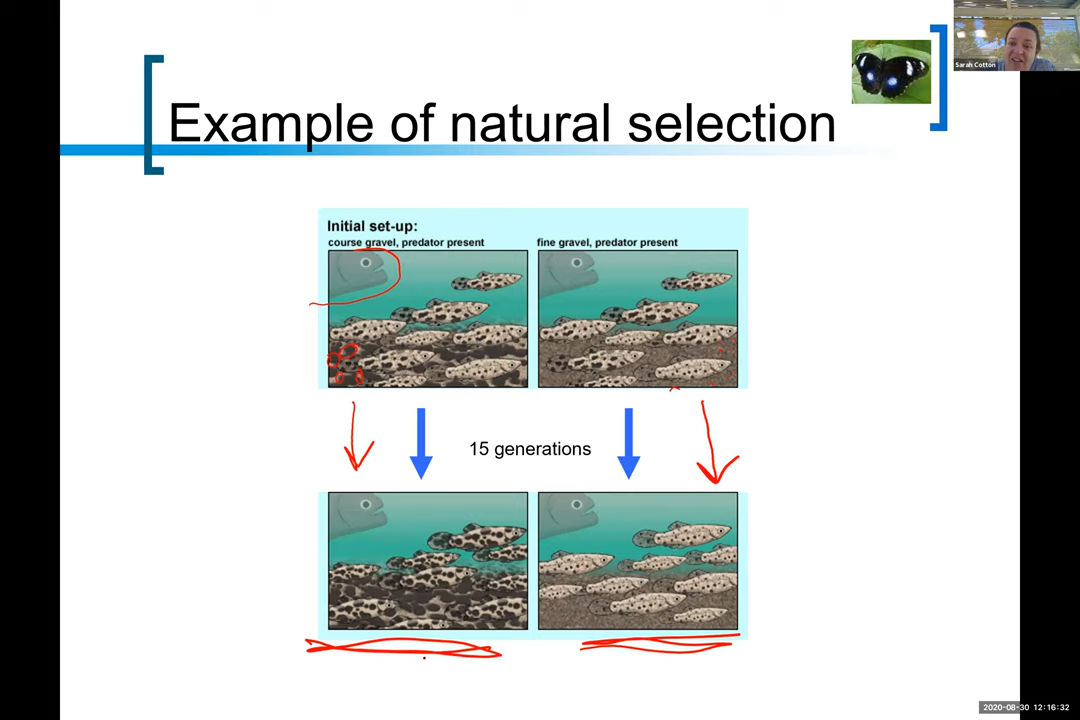 Sarah Cotton
Example of natural selection
Initial set-up:
course gravel, predator present
fine gravel, predator present
15 generations
2020-08-30 12:16:32